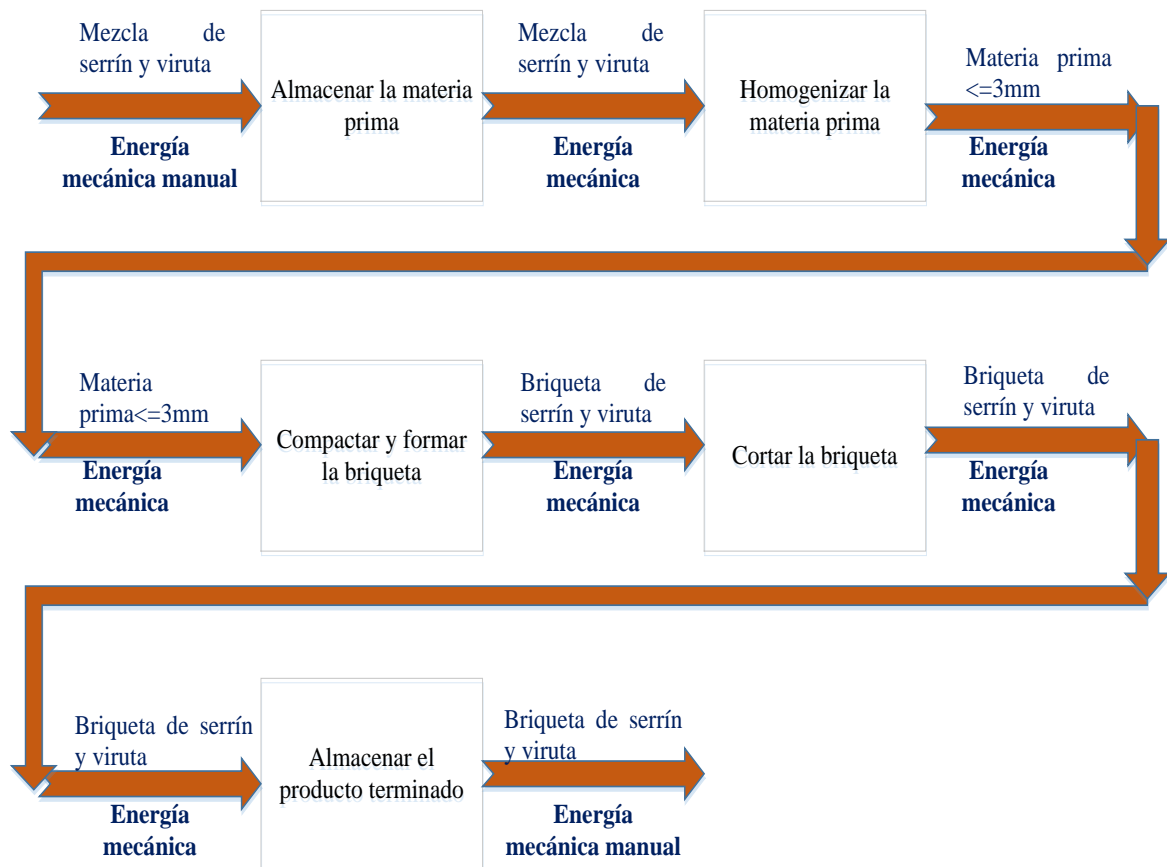 Mezcla de
serrín y viruta
Energía
mecánica manual
Almacenar la materia
prima
Mezcla de
serrín y viruta
Energía
mecánica
Homogenizar la
materia prima
Materia prima
<=3mm
Energía
mecánica
Materia
prima<=3mm
Energía
mecánica
Compactar y formar
la briqueta
Briqueta de
serrín y viruta
Energía
mecánica
Cortar la briqueta
Briqueta de
serrín y viruta
Energía
mecánica
Briqueta de serrín
y viruta
Energía
mecánica
Almacenar el
producto terminado
Briqueta de serrín
y viruta
Energía
mecánica manual